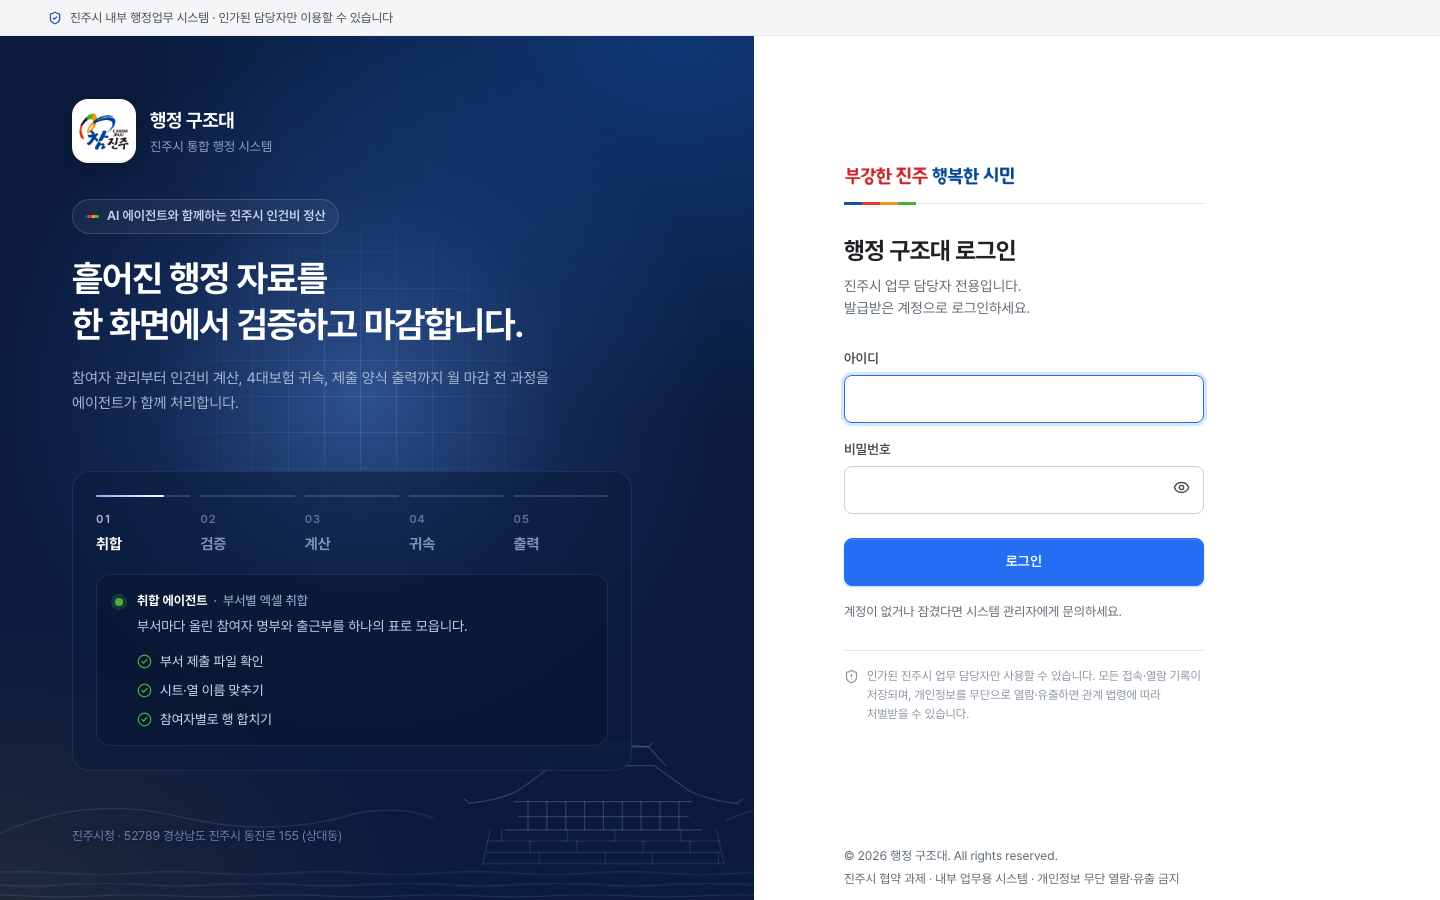 진주시 내부 행정업무 시스템 · 인가된 담당자만 이용할 수 있습니다
참진주
행정 구조대
진주시 통합 행정 시스템
AI 에이전트와 함께하는 진주시 인건비 정산
흩어진 행정 자료를
한 화면에서 검증하고 마감합니다.
참여자 관리부터 인건비 계산, 4대보험 귀속, 제출 양식 출력까지 월 마감 전 과정을
에이전트가 함께 처리합니다.
01 02 03 04 05
취합 검증 계산 귀속 출력
취합 에이전트 · 부서별 엑셀 취합
부서마다 올린 참여자 명부와 출근부를 하나의 표로 모읍니다.
부서 제출 파일 확인
시트·열 이름 맞추기
참여자별로 행 합치기
진주시청 · 52789 경상남도 진주시 동진로 155 (상대동)
부강한 진주 행복한 시민
행정 구조대 로그인
진주시 업무 담당자 전용입니다.
발급받은 계정으로 로그인하세요.
아이디
비밀번호
로그인
계정이 없거나 잠겼다면 시스템 관리자에게 문의하세요.
인가된 진주시 업무 담당자만 사용할 수 있습니다. 모든 접속·열람 기록이
저장되며, 개인정보를 무단으로 열람·유출하면 관계 법령에 따라
처벌받을 수 있습니다.
© 2026 행정 구조대. All rights reserved.
진주시 협약 과제 · 내부 업무용 시스템 · 개인정보 무단 열람·유출 금지